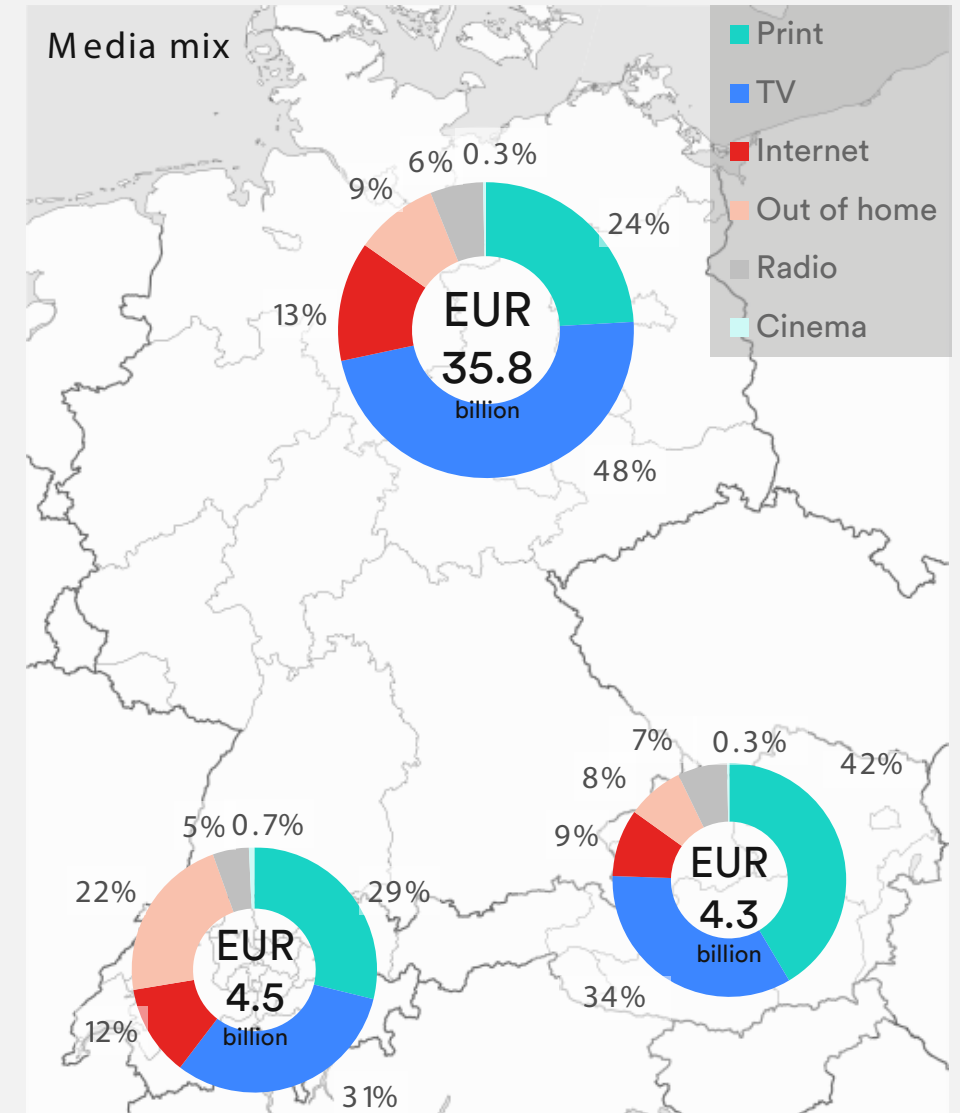 Media mix
Print
TV
Internet
Out of home
Radio
Cinema
6% 0.3%
9%
24%
13%
EUR
35.8
billion
48%
7% 0.3%
42%
8%
9%
EUR
4.3
billion
34%
5% 0.7%
22%
29%
EUR
4.5
billion
12%
31%